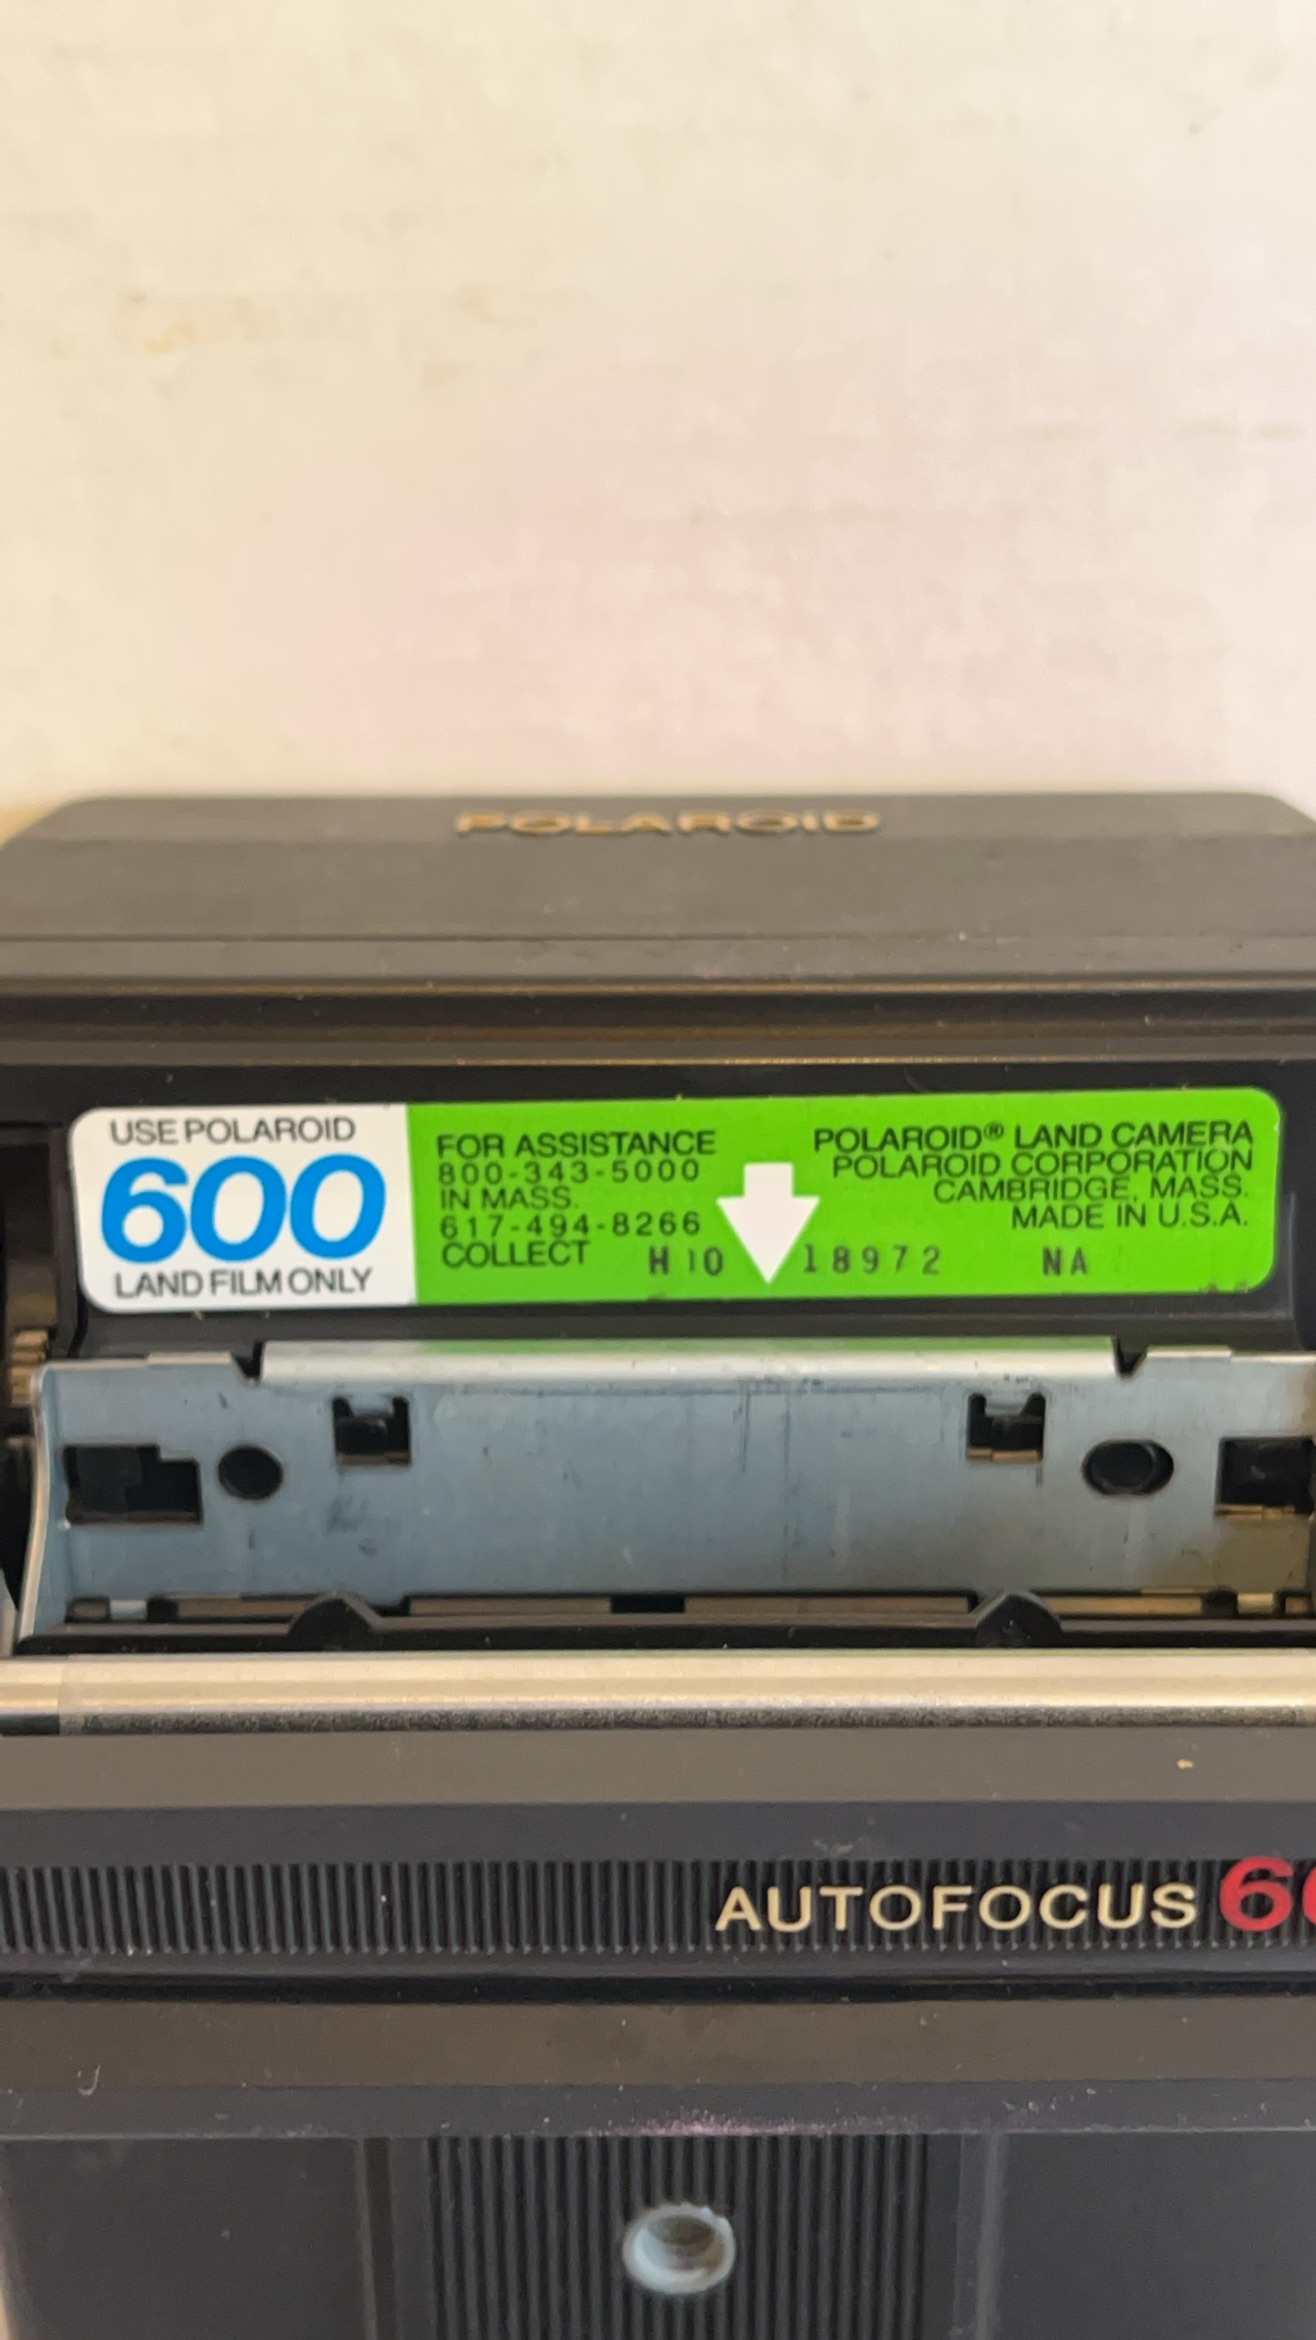 POLAROID
USE POLAROID
600
LAND FILM ONLY
FOR ASSISTANCE
800-343-5000
IN MASS.
617-494-8266
COLLECT
POLAROID® LAND CAMERA
POLAROID CORPORATION
CAMBRIDGE, MASS.
MADE IN U.S.A.
H10 18972 NA
AUTOFOCUS